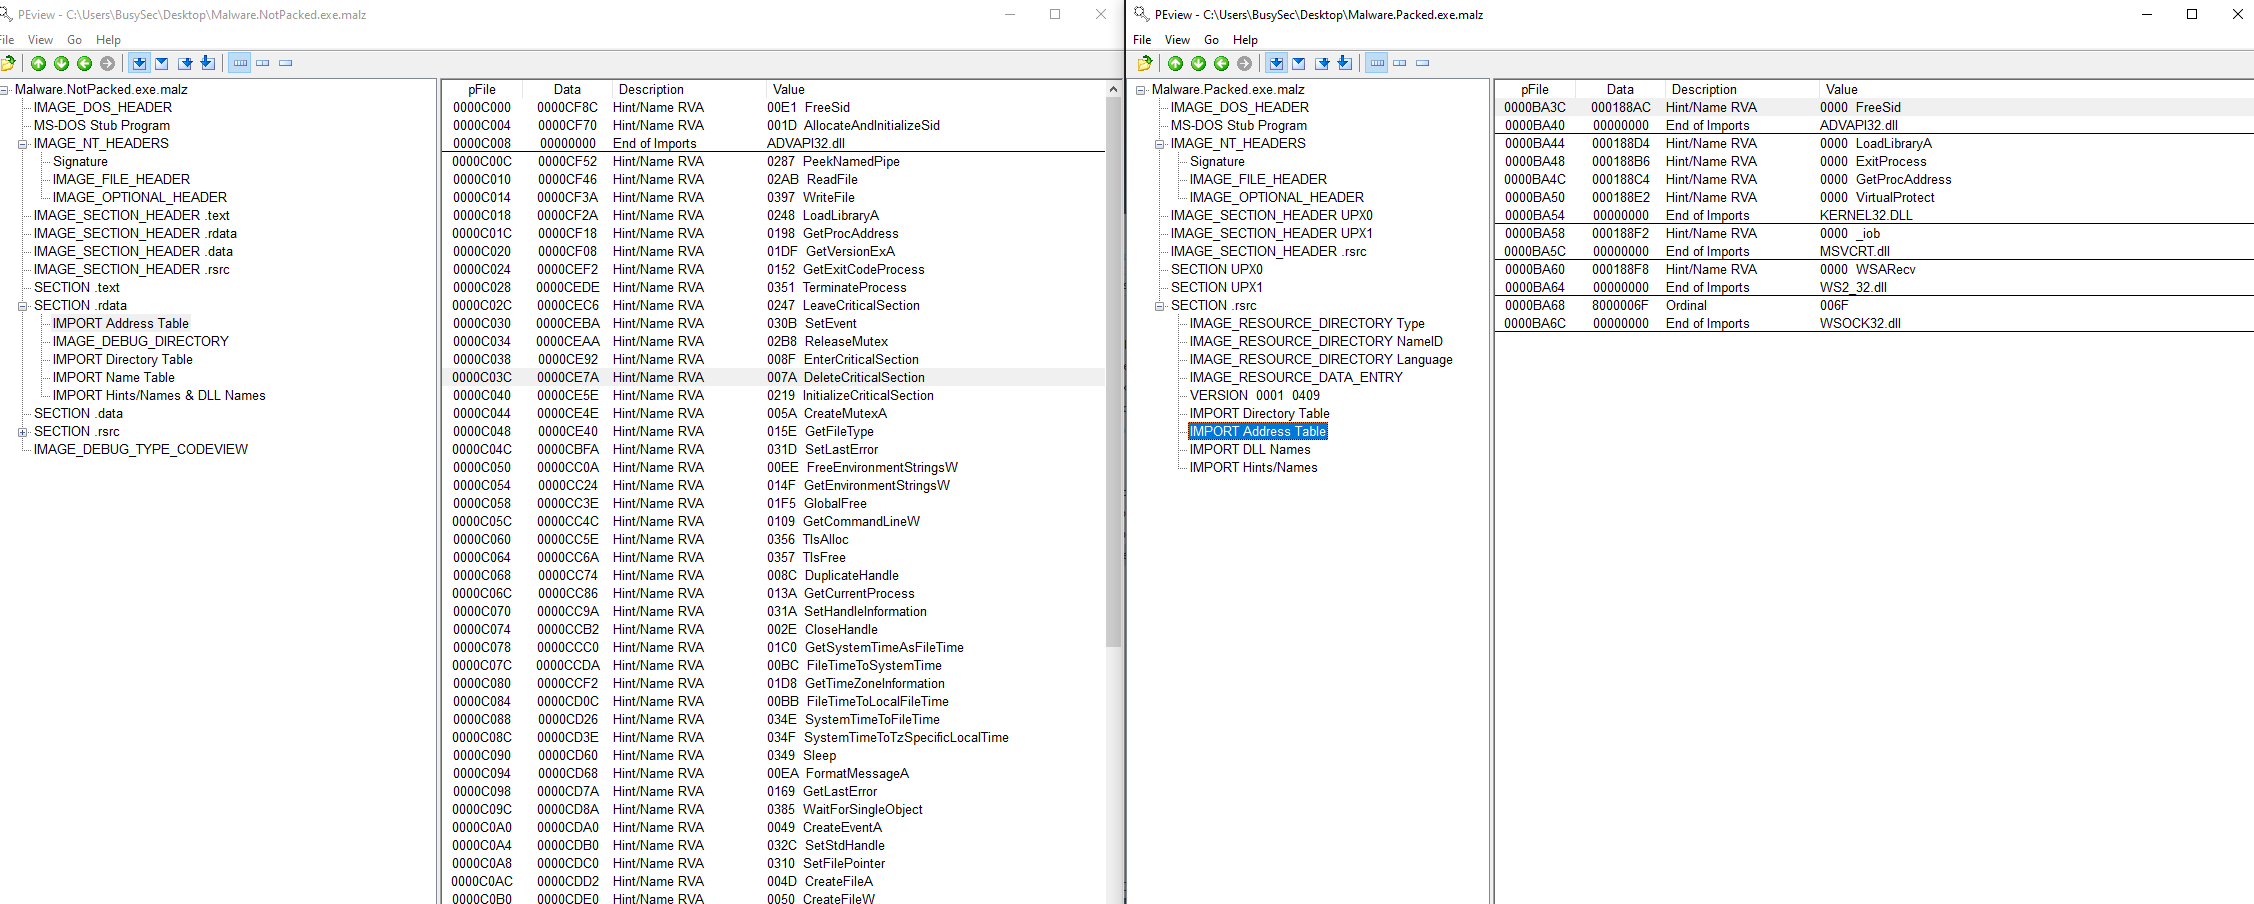 PEview - C:\Users\BusySec\Desktop\Malware.NotPacked.exe.malz
File View Go Help
Malware.NotPacked.exe.malz
IMAGE_DOS_HEADER
MS-DOS Stub Program
IMAGE_NT_HEADERS
Signature
IMAGE_FILE_HEADER
IMAGE_OPTIONAL_HEADER
IMAGE_SECTION_HEADER .text
IMAGE_SECTION_HEADER .rdata
IMAGE_SECTION_HEADER .data
IMAGE_SECTION_HEADER .rsrc
SECTION .text
SECTION .rdata
IMPORT Address Table
IMAGE_DEBUG_DIRECTORY
IMPORT Directory Table
IMPORT Name Table
IMPORT Hints/Names & DLL Names
SECTION .data
SECTION .rsrc
IMAGE_DEBUG_TYPE_CODEVIEW
pFile Data Description Value
0000C000 0000CF8C Hint/Name RVA 00E1 FreeSid
0000C004 0000CF70 Hint/Name RVA 001D AllocateAndInitializeSid
0000C008 00000000 End of Imports ADVAPI32.dll
0000C00C 0000CF52 Hint/Name RVA 0287 PeekNamedPipe
0000C010 0000CF46 Hint/Name RVA 02AB ReadFile
0000C014 0000CF3A Hint/Name RVA 0397 WriteFile
0000C018 0000CF2A Hint/Name RVA 0248 LoadLibraryA
0000C01C 0000CF18 Hint/Name RVA 0198 GetProcAddress
0000C020 0000CF08 Hint/Name RVA 01DF GetVersionExA
0000C024 0000CEF2 Hint/Name RVA 0152 GetExitCodeProcess
0000C028 0000CEDE Hint/Name RVA 0351 TerminateProcess
0000C02C 0000CEC6 Hint/Name RVA 0247 LeaveCriticalSection
0000C030 0000CEBA Hint/Name RVA 030B SetEvent
0000C034 0000CEAA Hint/Name RVA 02B8 ReleaseMutex
0000C038 0000CE92 Hint/Name RVA 008F EnterCriticalSection
0000C03C 0000CE7A Hint/Name RVA 007A DeleteCriticalSection
0000C040 0000CE5E Hint/Name RVA 0219 InitializeCriticalSection
0000C044 0000CE4E Hint/Name RVA 005A CreateMutexA
0000C048 0000CE40 Hint/Name RVA 015E GetFileType
0000C04C 0000CBFA Hint/Name RVA 031D SetLastError
0000C050 0000CC0A Hint/Name RVA 00EE FreeEnvironmentStringsW
0000C054 0000CC24 Hint/Name RVA 014F GetEnvironmentStringsW
0000C058 0000CC3E Hint/Name RVA 01F5 GlobalFree
0000C05C 0000CC4C Hint/Name RVA 0109 GetCommandLineW
0000C060 0000CC5E Hint/Name RVA 0356 TlsAlloc
0000C064 0000CC6A Hint/Name RVA 0357 TlsFree
0000C068 0000CC74 Hint/Name RVA 008C DuplicateHandle
0000C06C 0000CC86 Hint/Name RVA 013A GetCurrentProcess
0000C070 0000CC9A Hint/Name RVA 031A SetHandleInformation
0000C074 0000CCB2 Hint/Name RVA 002E CloseHandle
0000C078 0000CCC0 Hint/Name RVA 01C0 GetSystemTimeAsFileTime
0000C07C 0000CCDA Hint/Name RVA 00BC FileTimeToSystemTime
0000C080 0000CCF2 Hint/Name RVA 01D8 GetTimeZoneInformation
0000C084 0000CD0C Hint/Name RVA 00BB FileTimeToLocalFileTime
0000C088 0000CD26 Hint/Name RVA 034E SystemTimeToFileTime
0000C08C 0000CD3E Hint/Name RVA 034F SystemTimeToTzSpecificLocalTime
0000C090 0000CD60 Hint/Name RVA 0349 Sleep
0000C094 0000CD68 Hint/Name RVA 00EA FormatMessageA
0000C098 0000CD7A Hint/Name RVA 0169 GetLastError
0000C09C 0000CD8A Hint/Name RVA 0385 WaitForSingleObject
0000C0A0 0000CDA0 Hint/Name RVA 0049 CreateEventA
0000C0A4 0000CDB0 Hint/Name RVA 032C SetStdHandle
0000C0A8 0000CDC0 Hint/Name RVA 0310 SetFilePointer
0000C0AC 0000CDD2 Hint/Name RVA 004D CreateFileA
0000C0B0 0000CDE0 Hint/Name RVA 0050 CreateFileW
PEview - C:\Users\BusySec\Desktop\Malware.Packed.exe.malz
File View Go Help
Malware.Packed.exe.malz
IMAGE_DOS_HEADER
MS-DOS Stub Program
IMAGE_NT_HEADERS
Signature
IMAGE_FILE_HEADER
IMAGE_OPTIONAL_HEADER
IMAGE_SECTION_HEADER UPX0
IMAGE_SECTION_HEADER UPX1
IMAGE_SECTION_HEADER .rsrc
SECTION UPX0
SECTION UPX1
SECTION .rsrc
IMAGE_RESOURCE_DIRECTORY Type
IMAGE_RESOURCE_DIRECTORY NameID
IMAGE_RESOURCE_DIRECTORY Language
IMAGE_RESOURCE_DATA_ENTRY
VERSION 0001 0409
IMPORT Directory Table
IMPORT Address Table
IMPORT DLL Names
IMPORT Hints/Names
pFile Data Description Value
0000BA3C 000188AC Hint/Name RVA 0000 FreeSid
0000BA40 00000000 End of Imports ADVAPI32.dll
0000BA44 000188D4 Hint/Name RVA 0000 LoadLibraryA
0000BA48 000188B6 Hint/Name RVA 0000 ExitProcess
0000BA4C 000188C4 Hint/Name RVA 0000 GetProcAddress
0000BA50 000188E2 Hint/Name RVA 0000 VirtualProtect
0000BA54 00000000 End of Imports KERNEL32.DLL
0000BA58 000188F2 Hint/Name RVA 0000 _iob
0000BA5C 00000000 End of Imports MSVCRT.dll
0000BA60 000188F8 Hint/Name RVA 0000 WSARecv
0000BA64 00000000 End of Imports WS2_32.dll
0000BA68 8000006F Ordinal 006F
0000BA6C 00000000 End of Imports WSOCK32.dll